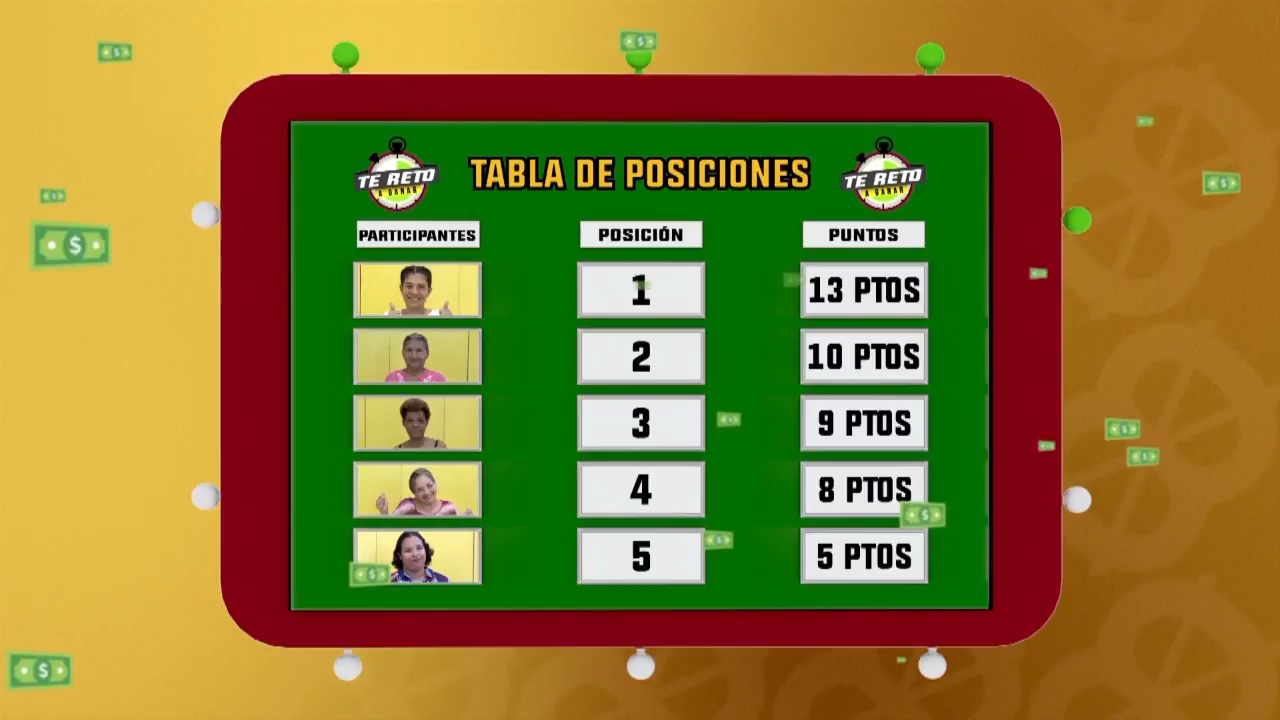 TE RETO
A GANAR
TABLA DE POSICIONES
TE RETO
A GANAR
PARTICIPANTES POSICIÓN PUNTOS
1 13 PTOS
2 10 PTOS
3 9 PTOS
4 8 PTOS
5 5 PTOS